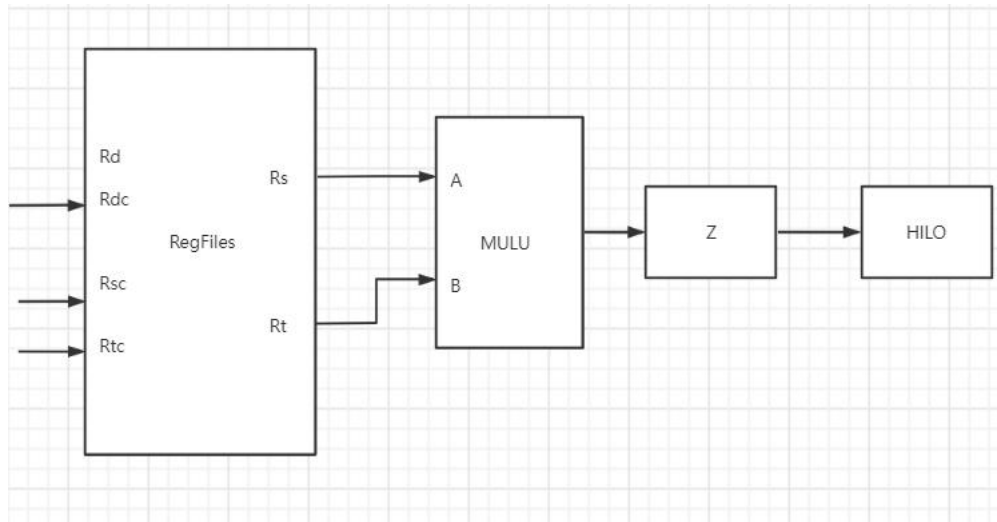 Rd
Rdc
Rsc
Rtc
RegFiles
Rs
Rt
A
B
MULU
Z
HILO